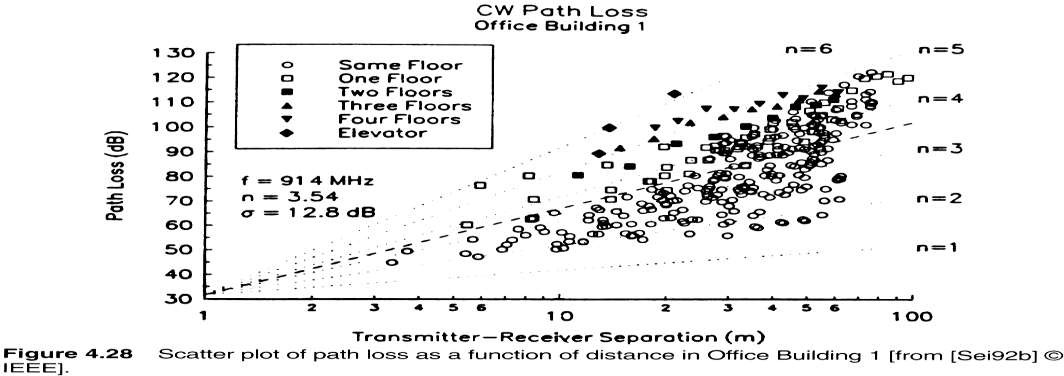 CW Path Loss
Office Building 1
n=6
n=5
n=4
n=3
n=2
n=1
130
120
110
100
90
80
70
60
50
40
30
Path Loss (dB)
Same Floor
One Floor
Two Floors
Three Floors
Four Floors
Elevator
f = 914 MHz
n = 3.54
σ = 12.8 dB
1 2 3 4 5 6 10 2 3 4 5 6 100
Transmitter—Receiver Separation (m)
Figure 4.28 Scatter plot of path loss as a function of distance in Office Building 1 [from [Sei92b] ©
IEEE].